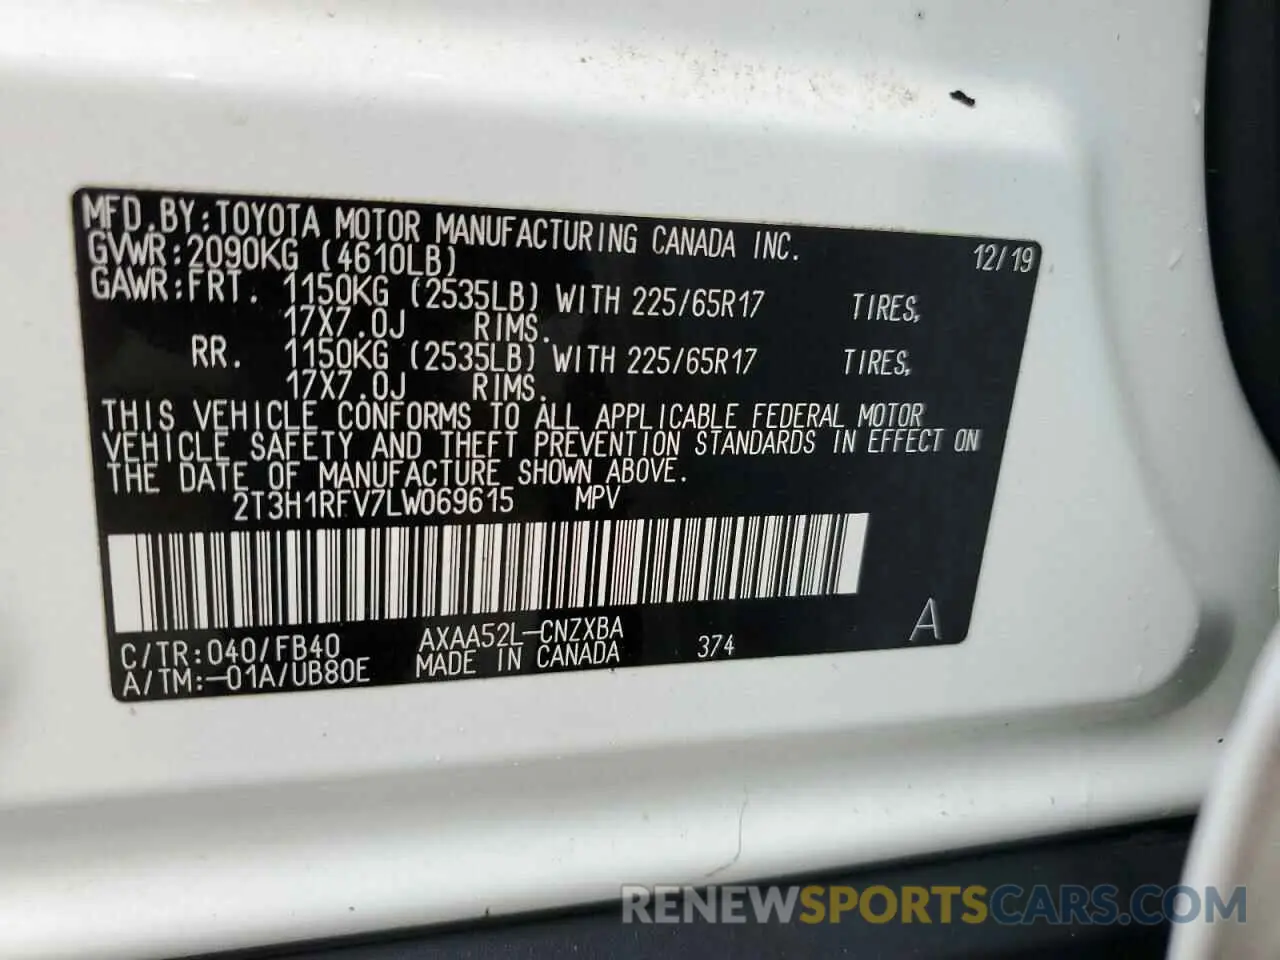 MFD.BY:TOYOTA MOTOR MANUFACTURING CANADA INC. 12/19
GVWR:2090KG (4610LB)
GAWR:FRT. 1150KG (2535LB) WITH 225/65R17 TIRES,
17X7.0J RIMS.
RR. 1150KG (2535LB) WITH 225/65R17 TIRES,
17X7.0J RIMS.
THIS VEHICLE CONFORMS TO ALL APPLICABLE FEDERAL MOTOR
VEHICLE SAFETY AND THEFT PREVENTION STANDARDS IN EFFECT ON
THE DATE OF MANUFACTURE SHOWN ABOVE.
2T3H1RFV7LW069615 MPV
C/TR:040/FB40 AXAA52L-CNZXBA 374 A
A/TM:-01A/UB80E MADE IN CANADA
RENEWSPORTSCARS.COM